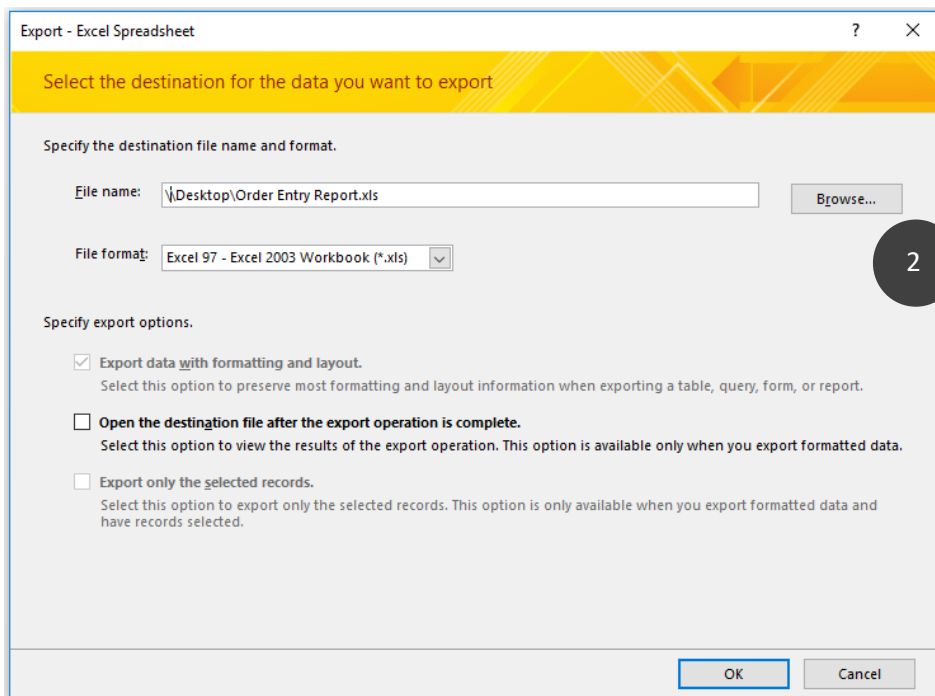 Export - Excel Spreadsheet ? ×
Select the destination for the data you want to export
Specify the destination file name and format.
File name: \\Desktop\Order Entry Report.xls Browse...
File format: Excel 97 - Excel 2003 Workbook (*.xls)
2
Specify export options.
Export data with formatting and layout.
Select this option to preserve most formatting and layout information when exporting a table, query, form, or report.
Open the destination file after the export operation is complete.
Select this option to view the results of the export operation. This option is available only when you export formatted data.
Export only the selected records.
Select this option to export only the selected records. This option is only available when you export formatted data and
have records selected.
OK Cancel